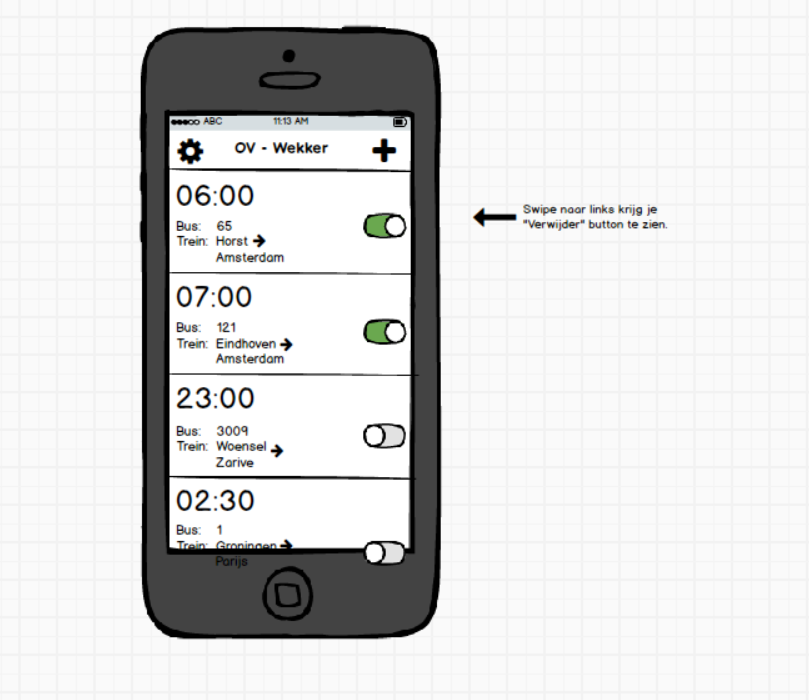 ABC 11:13 AM
OV - Wekker
06:00
Bus: 65
Trein: Horst →
Amsterdam
07:00
Bus: 121
Trein: Eindhoven →
Amsterdam
23:00
Bus: 3009
Trein: Woensel →
Zarive
02:30
Bus: 1
Trein: Groningen →
Parijs
Swipe naar links krijg je
"Verwijder" button te zien.